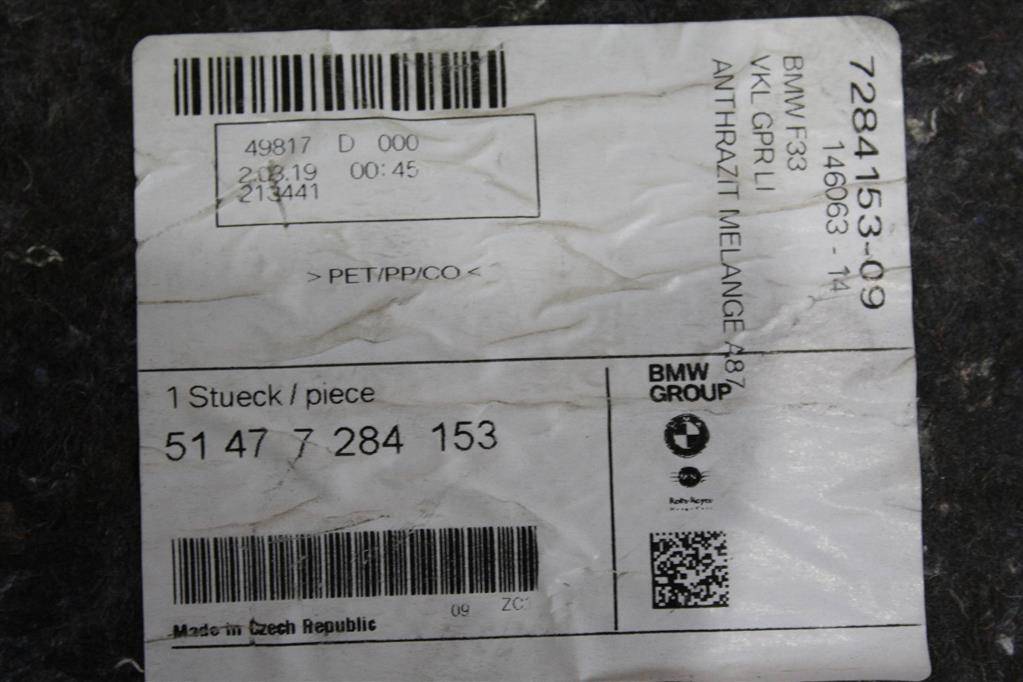 49817 D 000
2.03.19 00:45
213441
> PET/PP/CO <
7284153-09
146063 - 14
BMW F33
VKL GPR LI
ANTHRAZIT MELANGE A87
1 Stueck / piece
51 47 7 284 153
BMW
GROUP
Rolls-Royce
09
Made in Czech Republic